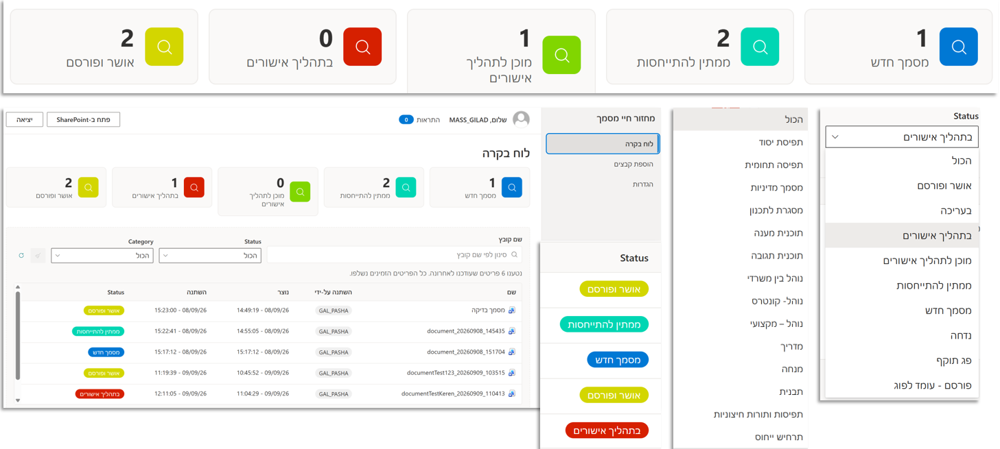 1
מסמך חדש
2
ממתין להתייחסות
1
מוכן לתהליך
אישורים
0
בתהליך אישורים
2
אושר ופורסם
שלום, MASS_GILAD
התראות 0
פתח ב-SharePoint
יציאה
לוח בקרה
1
מסמך חדש
2
ממתין להתייחסות
0
מוכן לתהליך
אישורים
1
בתהליך אישורים
2
אושר ופורסם
שם קובץ
Status
Category
סינון לפי שם קובץ
הכול
הכול
נטענו 6 פריטים שעודכנו לאחרונה. כל הפריטים הזמינים נשלפו.
שם השתנה על-ידי נוצר השתנה Status
מסמך בדיקה GAL_PASHA 14:49:19 - 08/09/26 15:23:00 - 08/09/26 אושר ופורסם
document_20260908_145435 GAL_PASHA 14:55:05 - 08/09/26 15:22:41 - 08/09/26 ממתין להתייחסות
document_20260908_151704 GAL_PASHA 15:17:12 - 08/09/26 15:17:12 - 08/09/26 מסמך חדש
documentTest123_20260909_103515 GAL_PASHA 10:45:52 - 09/09/26 11:19:39 - 09/09/26 אושר ופורסם
documentTestKeren_20260909_110413 GAL_PASHA 11:04:29 - 09/09/26 12:11:05 - 09/09/26 בתהליך אישורים
מחזור חיי מסמך
לוח בקרה
הוספת קבצים
הגדרות
Status
אושר ופורסם
ממתין להתייחסות
מסמך חדש
אושר ופורסם
בתהליך אישורים
הכול
תפיסת יסוד
תפיסה תחומית
מסמך מדיניות
מסגרת לתכנון
תוכנית מענה
תוכנית תגובה
נוהל בין משרדי
נוהל- קונטרס
נוהל – מקצועי
מדריך
מנחה
תבנית
תפיסות ותורות חיצוניות
תרחיש ייחוס
Status
בתהליך אישורים
הכול
אושר ופורסם
בעריכה
בתהליך אישורים
מוכן לתהליך אישורים
ממתין להתייחסות
מסמך חדש
נדחה
פג תוקף
פורסם - עומד לפוג